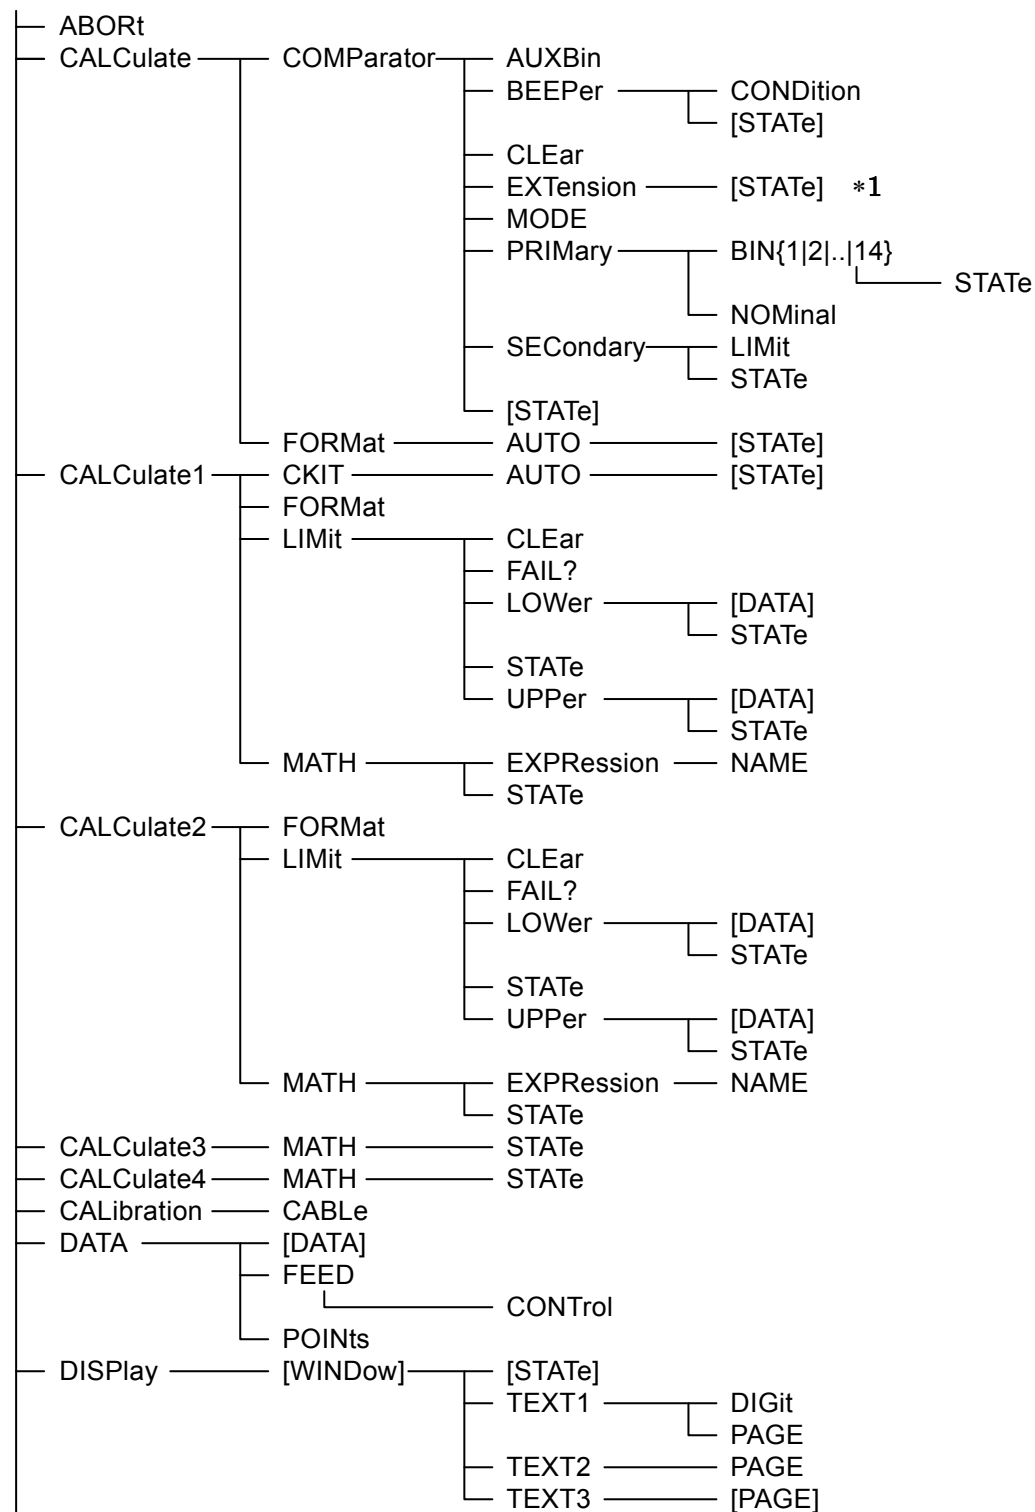 ABORt
CALCulate COMParator AUXBin
BEEPer CONDition
[STATe]
CLEar
EXTension [STATe] *1
MODE
PRIMary BIN{1|2|..|14}
STATe
NOMinal
SECondary LIMit
STATe
[STATe]
FORMat AUTO [STATe]
CALCulate1 CKIT AUTO [STATe]
FORMat
LIMit CLEar
FAIL?
LOWer [DATA]
STATe
STATe
UPPer [DATA]
STATe
MATH EXPRession NAME
STATe
CALCulate2 FORMat
LIMit CLEar
FAIL?
LOWer [DATA]
STATe
STATe
UPPer [DATA]
STATe
MATH EXPRession NAME
STATe
CALCulate3 MATH STATe
CALCulate4 MATH STATe
CALibration CABLe
DATA [DATA]
FEED
CONTrol
POINts
DISPlay [WINDow] [STATe]
TEXT1 DIGit
PAGE
TEXT2 PAGE
TEXT3 [PAGE]